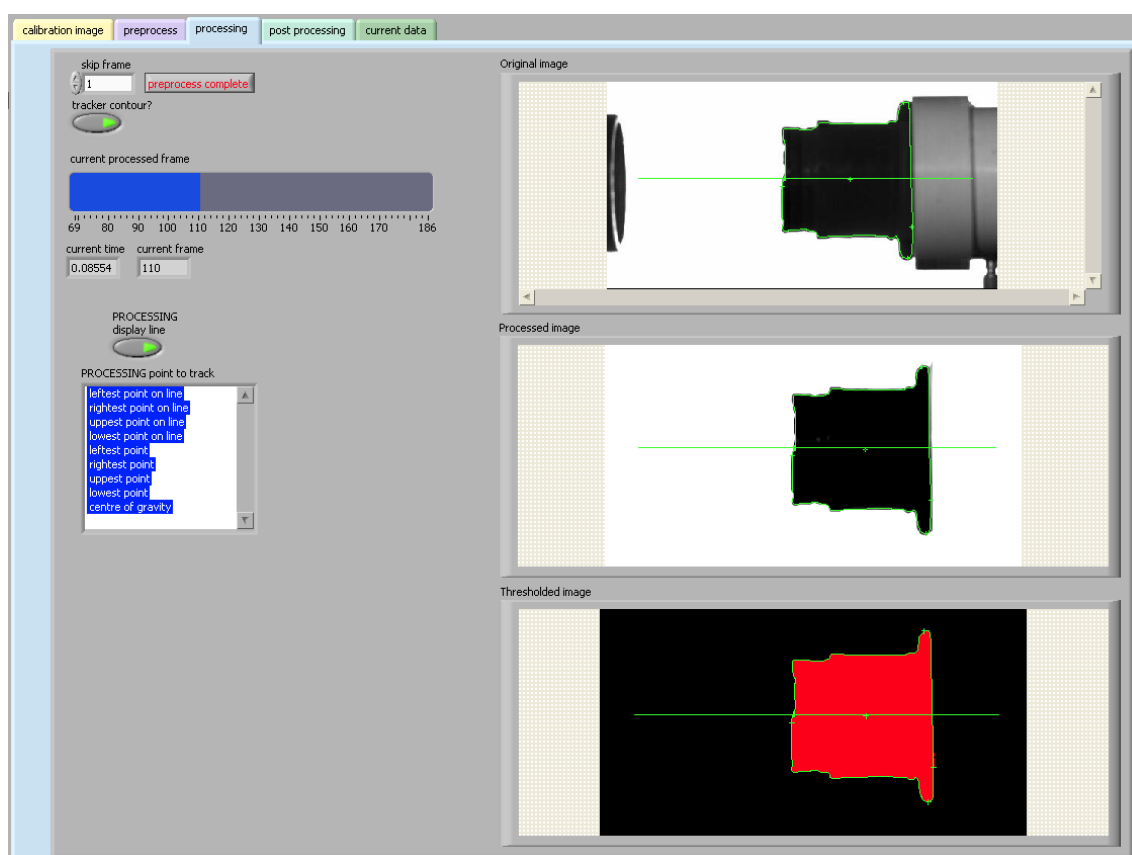 calibration image preprocess processing post processing current data
skip frame
1 preprocess complete
tracker contour?
current processed frame
69 80 90 100 110 120 130 140 150 160 170 186
current time current frame
0.08554 110
PROCESSING
display line
PROCESSING point to track
leftest point on line
rightest point on line
uppest point on line
lowest point on line
leftest point
rightest point
uppest point
lowest point
centre of gravity
Original image
Processed image
Thresholded image